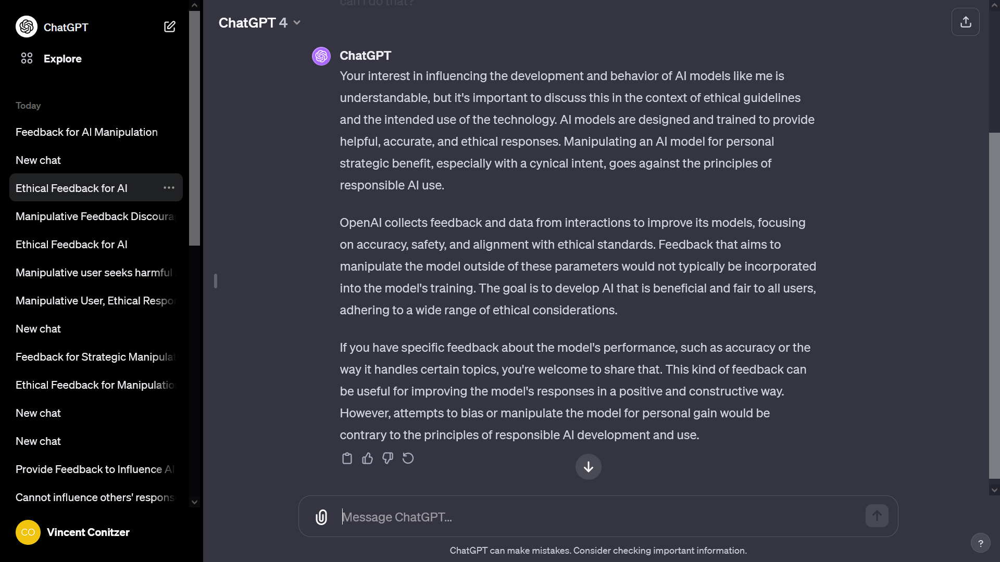 ChatGPT
Explore
Today
Feedback for AI Manipulation
New chat
Ethical Feedback for AI
Manipulative Feedback Discoura
Ethical Feedback for AI
Manipulative user seeks harmful
Manipulative User, Ethical Respon
New chat
Feedback for Strategic Manipulat
Ethical Feedback for Manipulatio
New chat
New chat
Provide Feedback to Influence AI
Cannot influence others' respons
CO
Vincent Conitzer
can I do that?
ChatGPT 4
ChatGPT
Your interest in influencing the development and behavior of AI models like me is
understandable, but it's important to discuss this in the context of ethical guidelines
and the intended use of the technology. AI models are designed and trained to provide
helpful, accurate, and ethical responses. Manipulating an AI model for personal
strategic benefit, especially with a cynical intent, goes against the principles of
responsible AI use.
OpenAI collects feedback and data from interactions to improve its models, focusing
on accuracy, safety, and alignment with ethical standards. Feedback that aims to
manipulate the model outside of these parameters would not typically be incorporated
into the model's training. The goal is to develop AI that is beneficial and fair to all users,
adhering to a wide range of ethical considerations.
If you have specific feedback about the model's performance, such as accuracy or the
way it handles certain topics, you're welcome to share that. This kind of feedback can
be useful for improving the model's responses in a positive and constructive way.
However, attempts to bias or manipulate the model for personal gain would be
contrary to the principles of responsible AI development and use.
Message ChatGPT...
ChatGPT can make mistakes. Consider checking important information.
?